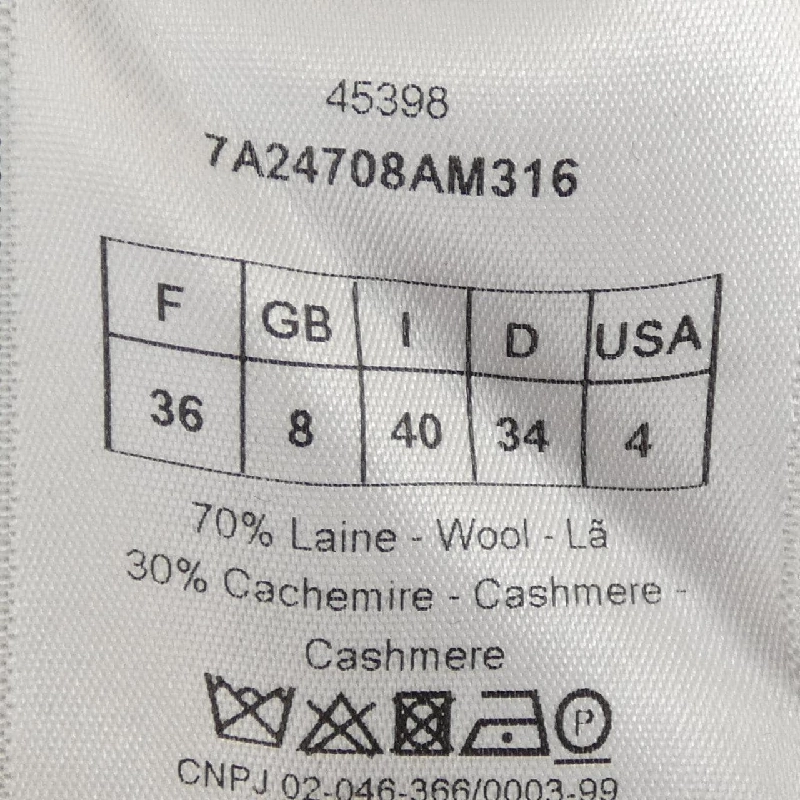 45398
7A24708AM316
F GB I D USA
36 8 40 34 4
70% Laine - Wool - Lã
30% Cachemire - Cashmere -
Cashmere
P
CNPJ 02-046-366/0003-99